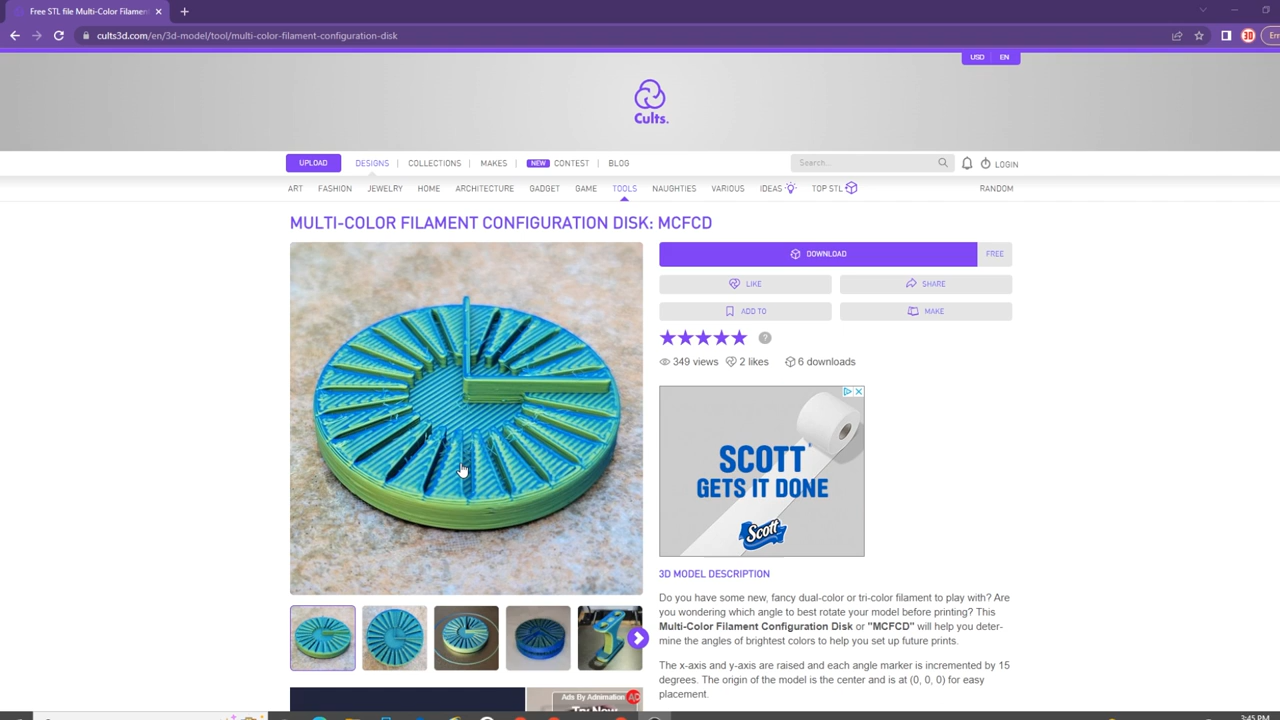 Free STL file Multi-Color Filamen
cults3d.com/en/3d-model/tool/multi-color-filament-configuration-disk
USD EN
Cults.
UPLOAD DESIGNS COLLECTIONS MAKES NEW CONTEST BLOG Search... LOGIN
ART FASHION JEWELRY HOME ARCHITECTURE GADGET GAME TOOLS NAUGHTIES VARIOUS IDEAS TOP STL RANDOM
MULTI-COLOR FILAMENT CONFIGURATION DISK: MCFCD
DOWNLOAD FREE
LIKE SHARE
ADD TO MAKE
?
349 views 2 likes 6 downloads
SCOTT
GETS IT DONE
Scott
3D MODEL DESCRIPTION
Do you have some new, fancy dual-color or tri-color filament to play with? Are
you wondering which angle to best rotate your model before printing? This
Multi-Color Filament Configuration Disk or "MCFCD" will help you deter-
mine the angles of brightest colors to help you set up future prints.
The x-axis and y-axis are raised and each angle marker is incremented by 15
degrees. The origin of the model is the center and is at (0, 0, 0) for easy
placement.
Ads By Adnimation
Try Now
3:45 PM